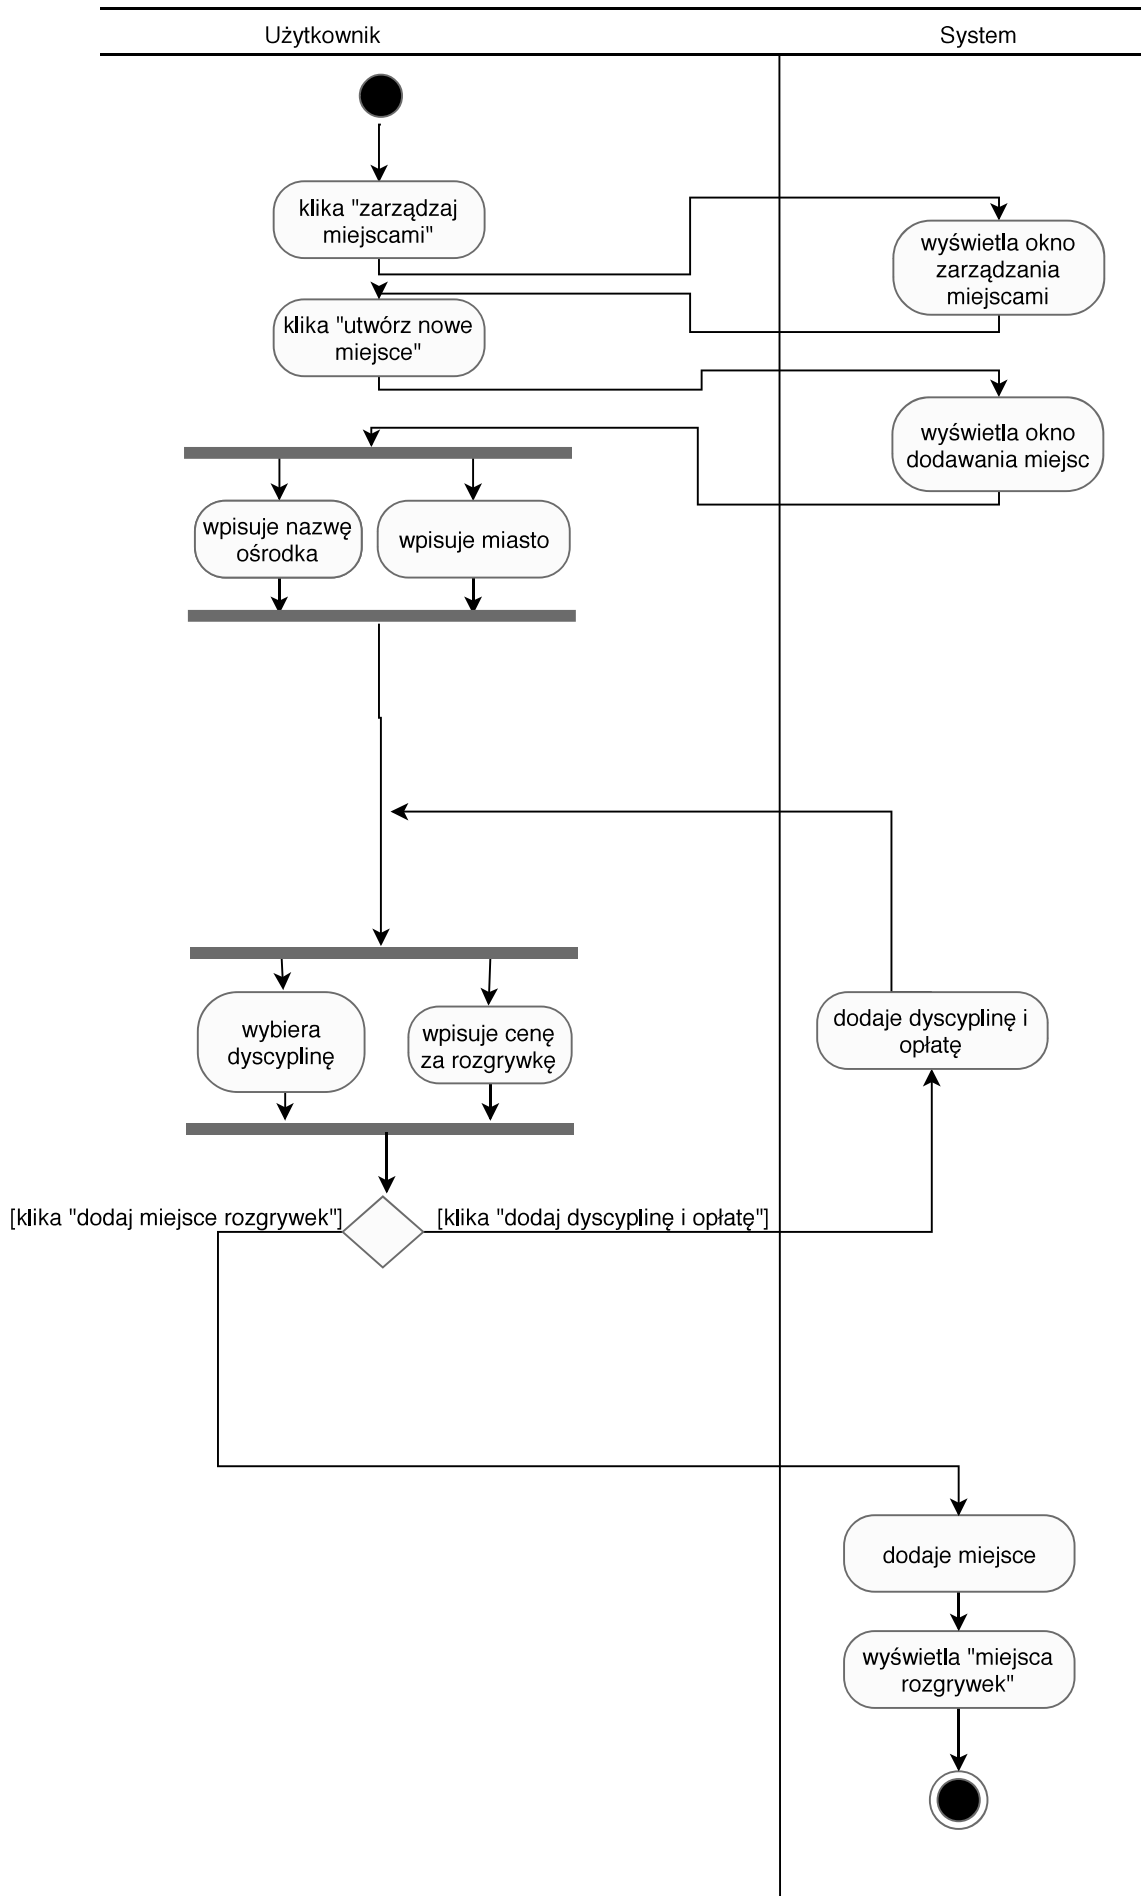 Użytkownik
System
klika "zarządzaj
miejscami"
wyświetla okno
zarządzania
miejscami
klika "utwórz nowe
miejsce"
wyświetla okno
dodawania miejsc
wpisuje nazwę
ośrodka
wpisuje miasto
wybiera
dyscyplinę
wpisuje cenę
za rozgrywkę
dodaje dyscyplinę i
opłatę
[klika "dodaj miejsce rozgrywek"]
[klika "dodaj dyscyplinę i opłatę"]
dodaje miejsce
wyświetla "miejsca
rozgrywek"